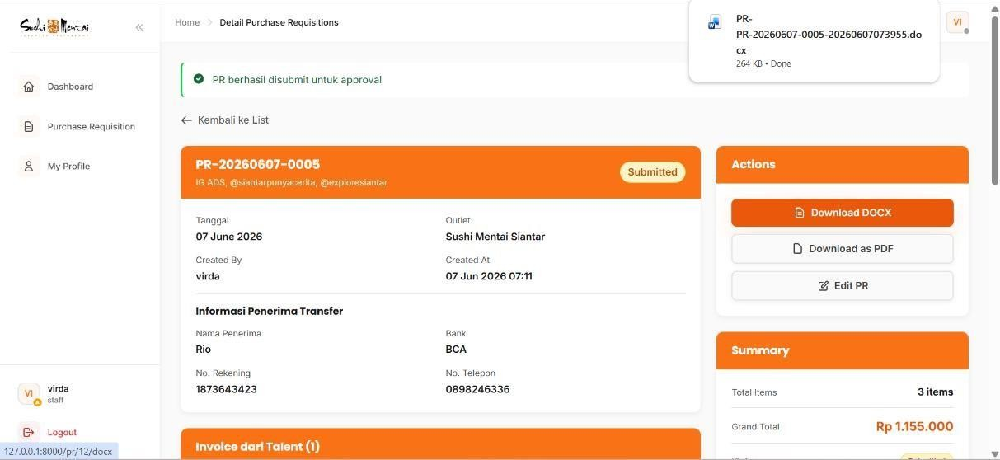 Sushi Mentai
«
Home > Detail Purchase Requisitions
PR-
PR-20260607-0005-20260607073955.do
cx
264 KB • Done
VI
Dashboard
Purchase Requisition
My Profile
PR berhasil disubmit untuk approval
← Kembali ke List
PR-20260607-0005
IG ADS, @siantarpunyacerita, @exploresiantar
Submitted
Tanggal
07 June 2026
Outlet
Sushi Mentai Siantar
Created By
virda
Created At
07 Jun 2026 07:11
Informasi Penerima Transfer
Nama Penerima
Rio
Bank
BCA
No. Rekening
1873643423
No. Telepon
0898246336
Invoice dari Talent (1)
Actions
Download DOCX
Download as PDF
Edit PR
Summary
Total Items
3 items
Grand Total
Rp 1.155.000
VI
virda
staff
Logout
127.0.0.1:8000/pr/12/docx